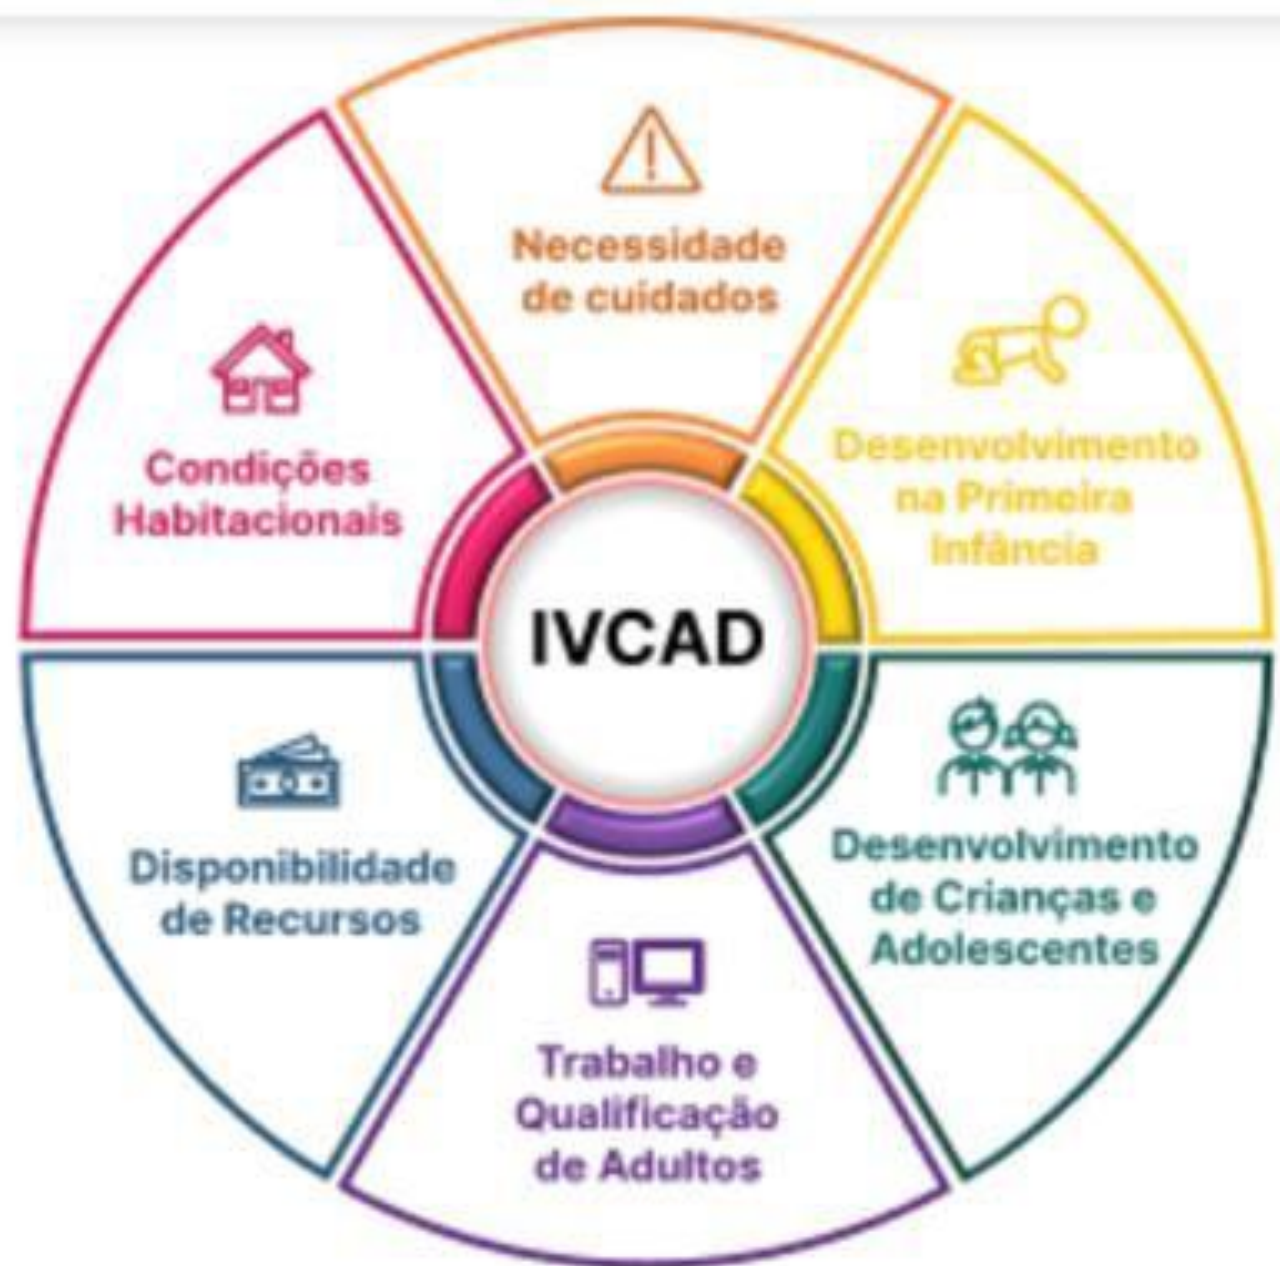 Necessidade
de cuidados
Desenvolvimento
na Primeira
Infância
Desenvolvimento
de Crianças e
Adolescentes
Trabalho e
Qualificação
de Adultos
Disponibilidade
de Recursos
Condições
Habitacionais
IVCAD